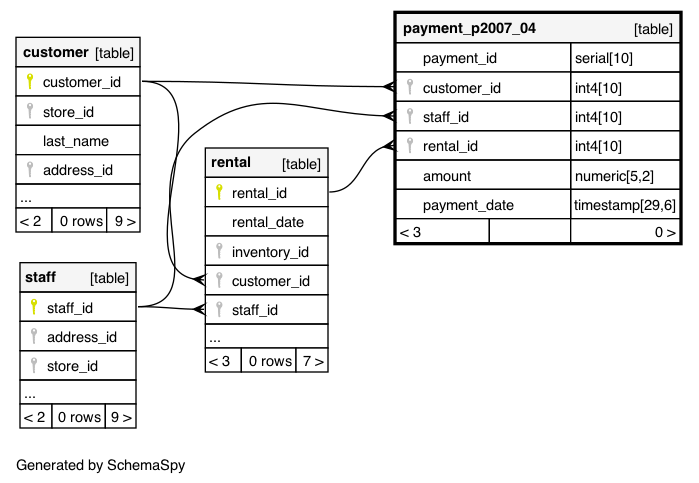 customer [table]
customer_id
store_id
last_name
address_id
...
< 2 0 rows 9 >
staff [table]
staff_id
address_id
store_id
...
< 2 0 rows 9 >
rental [table]
rental_id
rental_date
inventory_id
customer_id
staff_id
...
< 3 0 rows 7 >
payment_p2007_04 [table]
payment_id serial[10]
customer_id int4[10]
staff_id int4[10]
rental_id int4[10]
amount numeric[5,2]
payment_date timestamp[29,6]
< 3 0 >
Generated by SchemaSpy